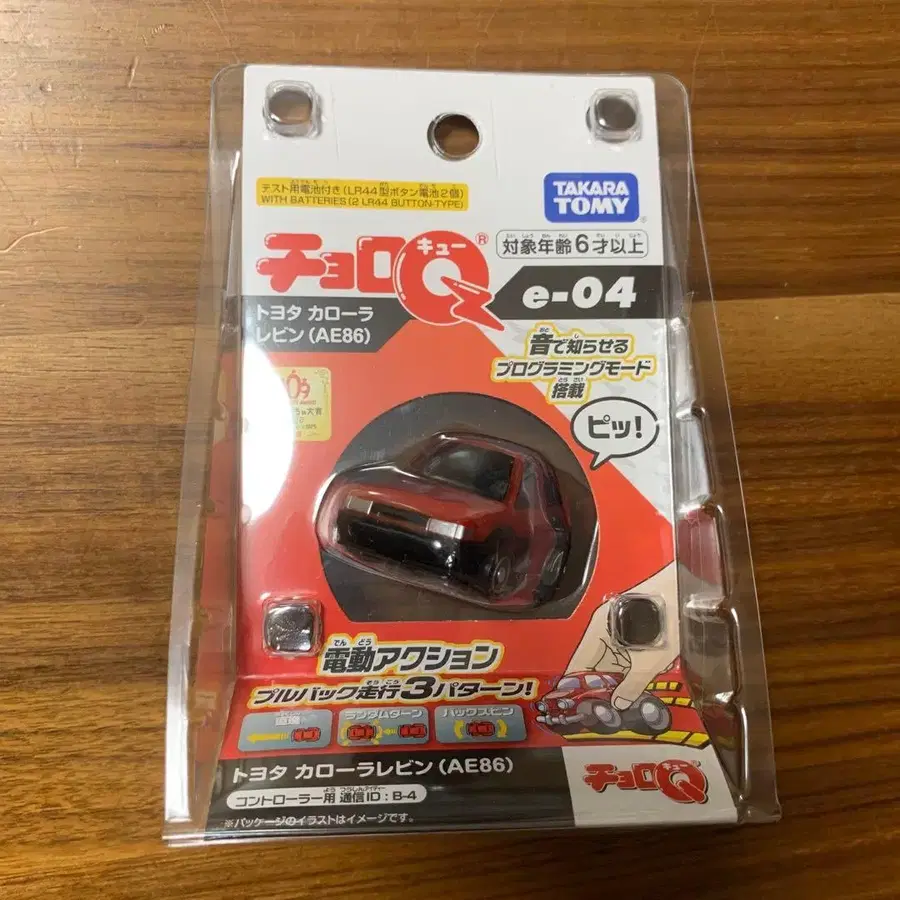 テスト用電池付き(LR44型ボタン電池2個)
WITH BATTERIES (2 LR44 BUTTON-TYPE)
TAKARA
TOMY
対象年齢6才以上
チョロQ
キュー
®
e-04
トヨタ カローラ
レビン(AE86)
音で知らせる
プログラミングモード
搭載
ピッ!
電動アクション
プルバック走行3パターン!
ランダムターン
バックスピン
トヨタ カローラレビン(AE86)
チョロQ
キュー
コントローラー用 通信ID:B-4
※パッケージのイラストはイメージです。